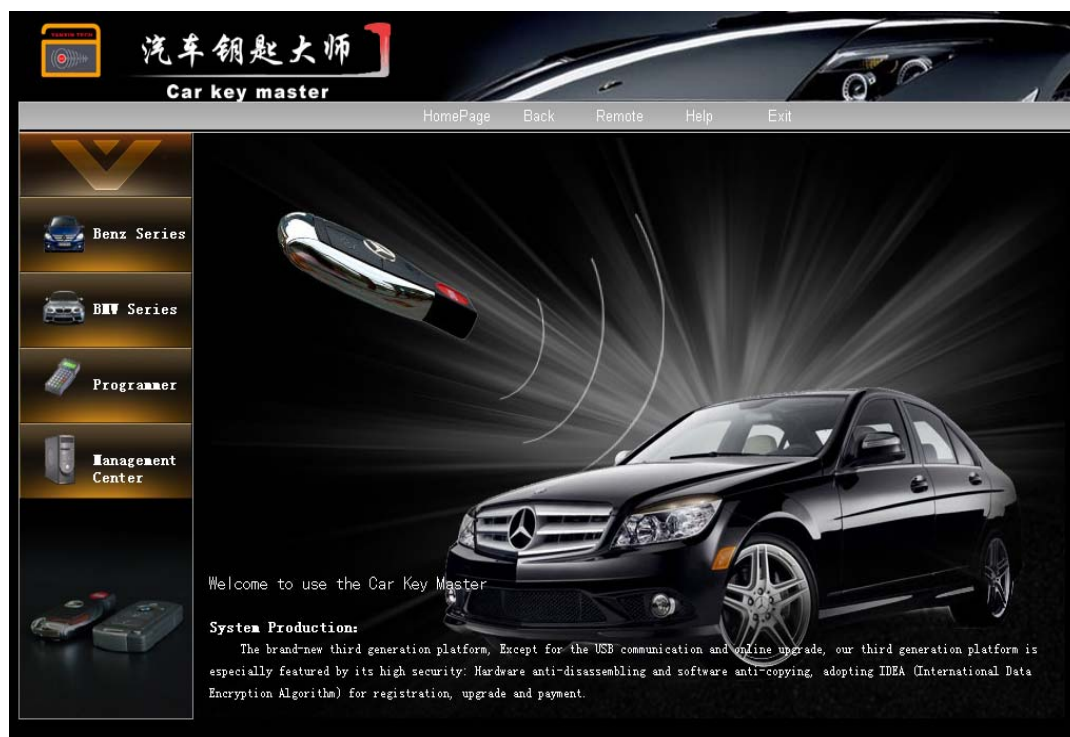 YANHUA TECH
汽车钥匙大师
Car key master
HomePage Back Remote Help Exit
Benz Series
BMW Series
Programmer
Management
Center
Welcome to use the Car Key Master
System Production:
The brand-new third generation platform, Except for the USB communication and online upgrade, our third generation platform is
especially featured by its high security: Hardware anti-disassembling and software anti-copying, adopting IDEA (International Data
Encryption Algorithm) for registration, upgrade and payment.